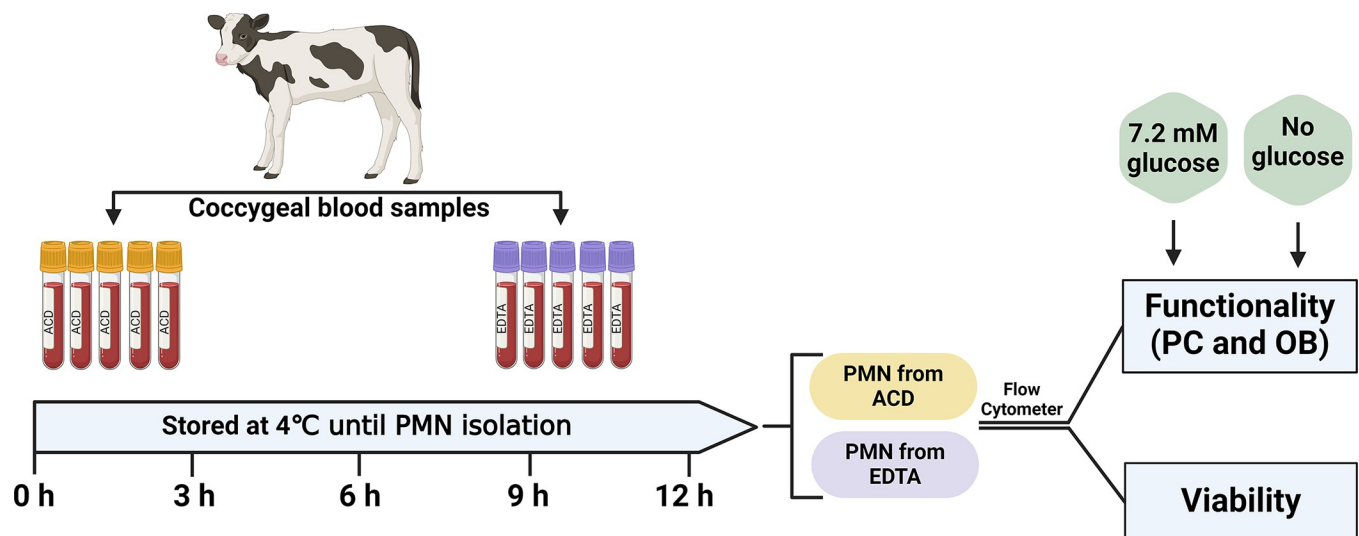 Coccygeal blood samples
ACD
ACD
ACD
ACD
ACD
EDTA
EDTA
EDTA
EDTA
EDTA
Stored at 4°C until PMN isolation
0 h
3 h
6 h
9 h
12 h
PMN from
ACD
PMN from
EDTA
Flow
Cytometer
7.2 mM
glucose
No
glucose
Functionality
(PC and OB)
Viability